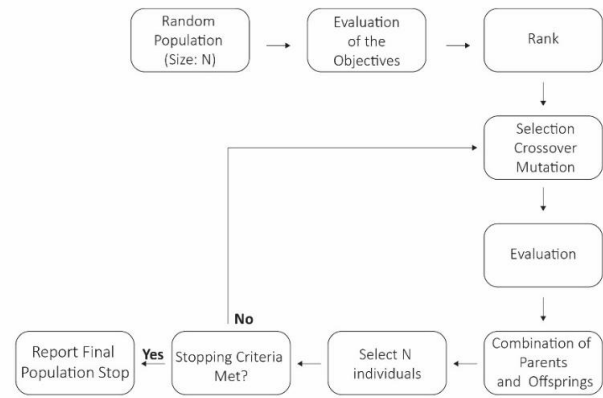 Random
Population
(Size: N)
Evaluation
of the
Objectives
Rank
Selection
Crossover
Mutation
Evaluation
Combination of
Parents
and Offsprings
Select N
individuals
Stopping Criteria
Met?
No
Yes
Report Final
Population Stop